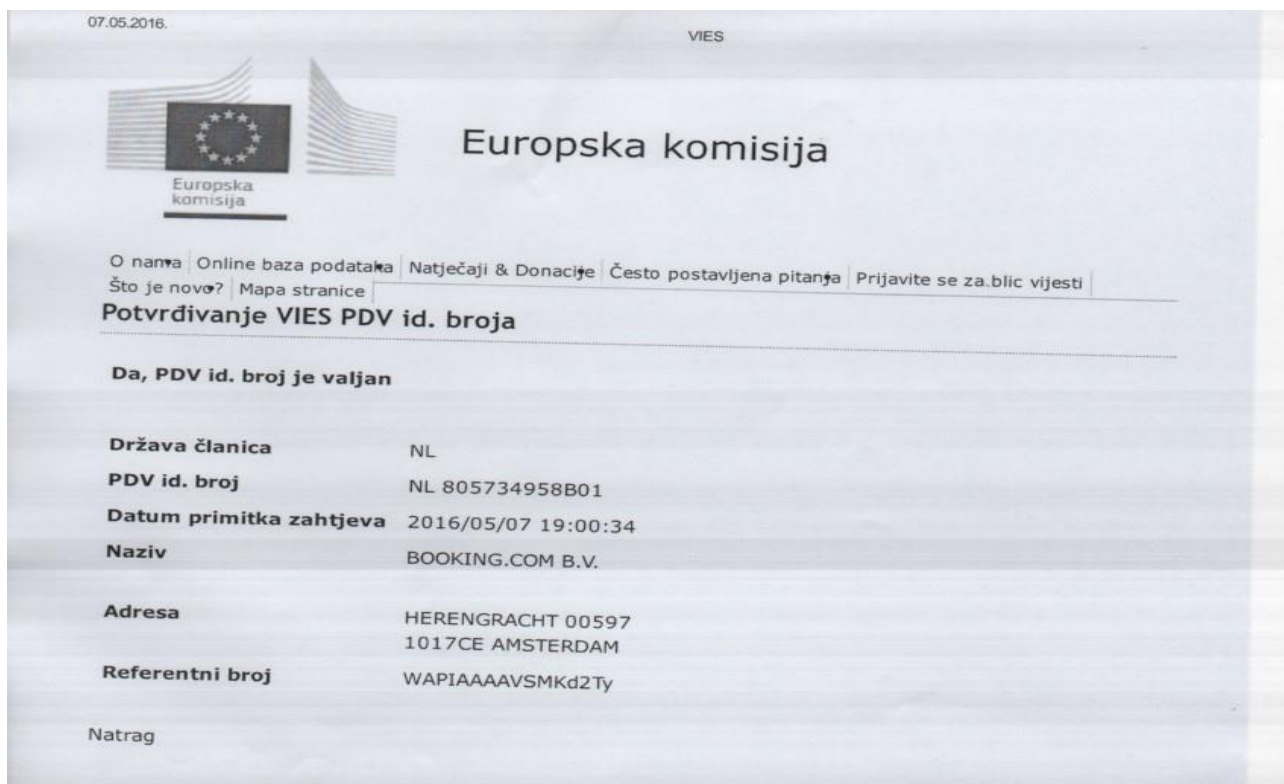 07.05.2016.
VIES
Europska komisija
Europska
komisija
O nama Online baza podataka Natječaji & Donacije Često postavljena pitanja Prijavite se za blic vijesti
Što je novo? Mapa stranice
Potvrđivanje VIES PDV id. broja
Da, PDV id. broj je valjan
Država članica NL
PDV id. broj NL 805734958B01
Datum primitka zahtjeva 2016/05/07 19:00:34
Naziv BOOKING.COM B.V.
Adresa HERENGRACHT 00597
1017CE AMSTERDAM
Referentni broj WAPIAAAAVSMKd2Ty
Natrag